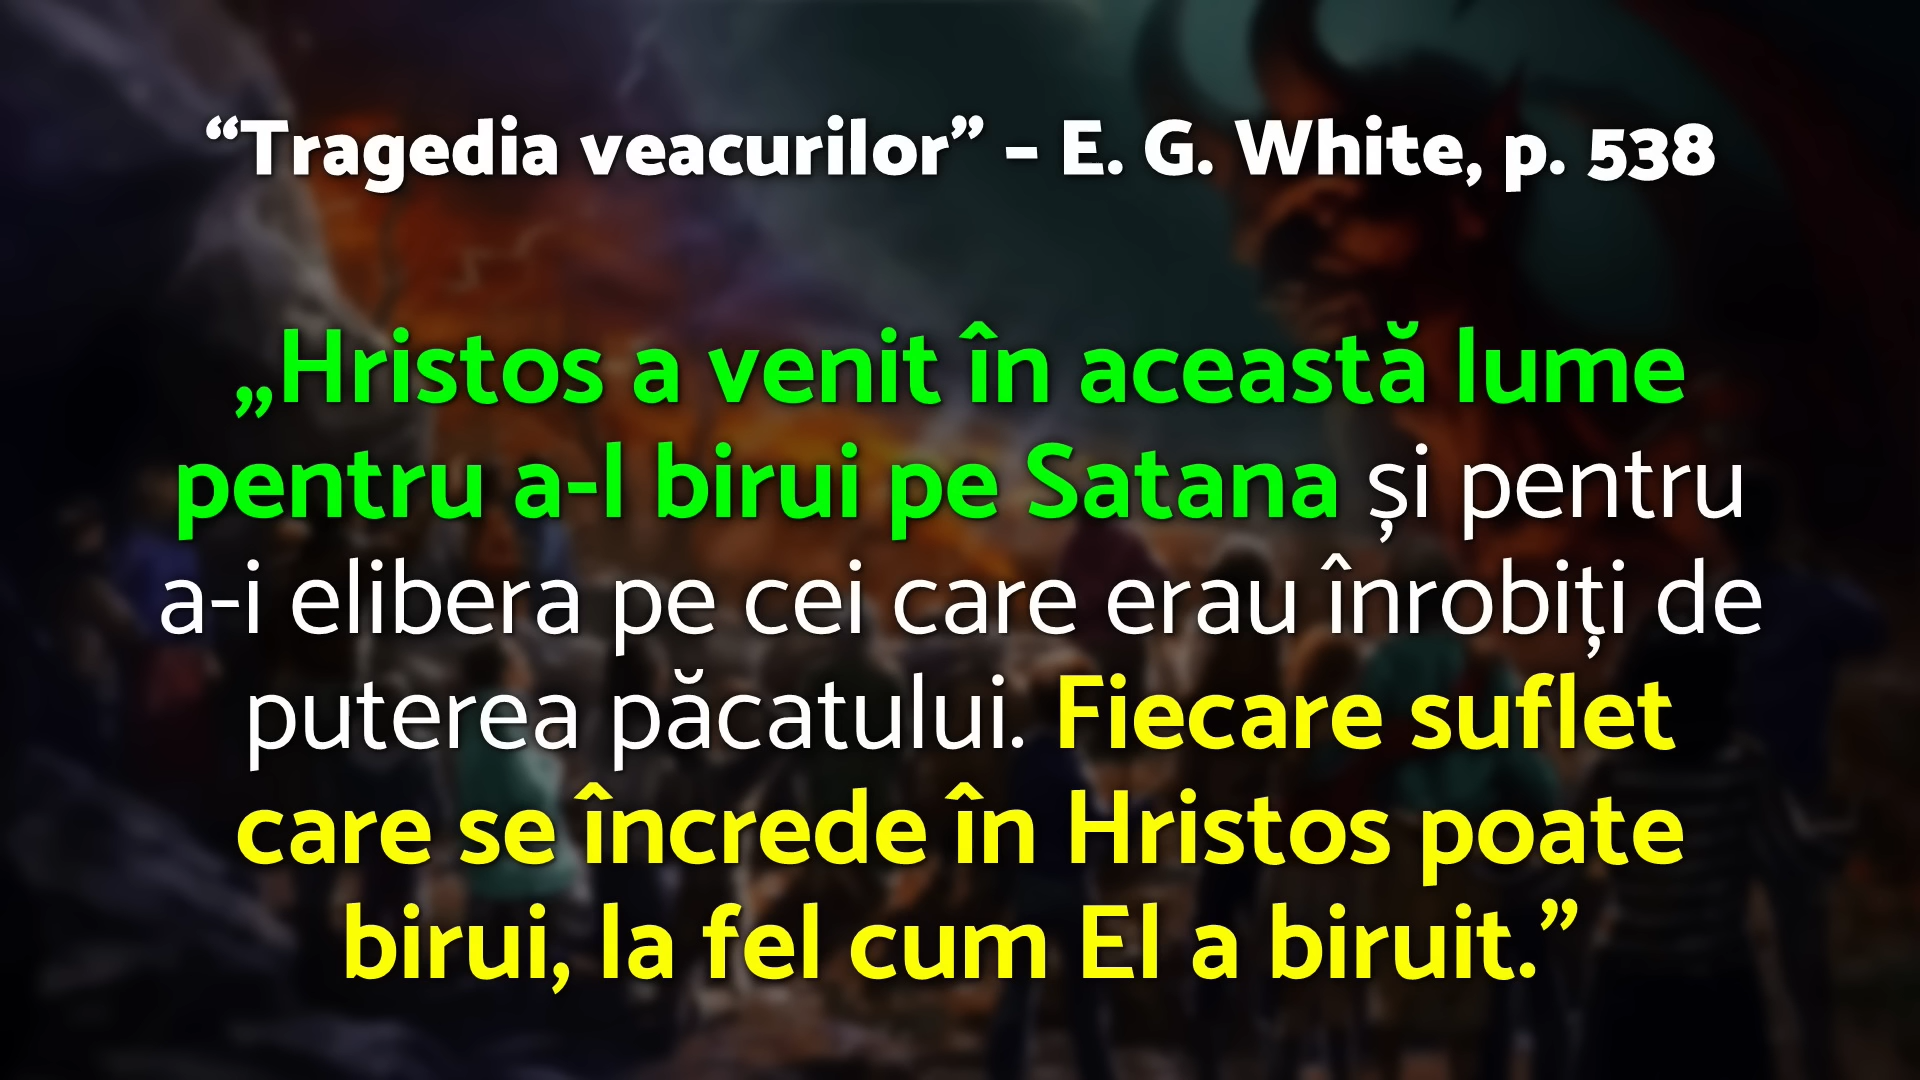 “Tragedia veacurilor” – E. G. White, p. 538
„Hristos a venit în această lume
pentru a-l birui pe Satana și pentru
a-i elibera pe cei care erau înrobiți de
puterea păcatului. Fiecare suflet
care se încrede în Hristos poate
birui, la fel cum El a biruit.”